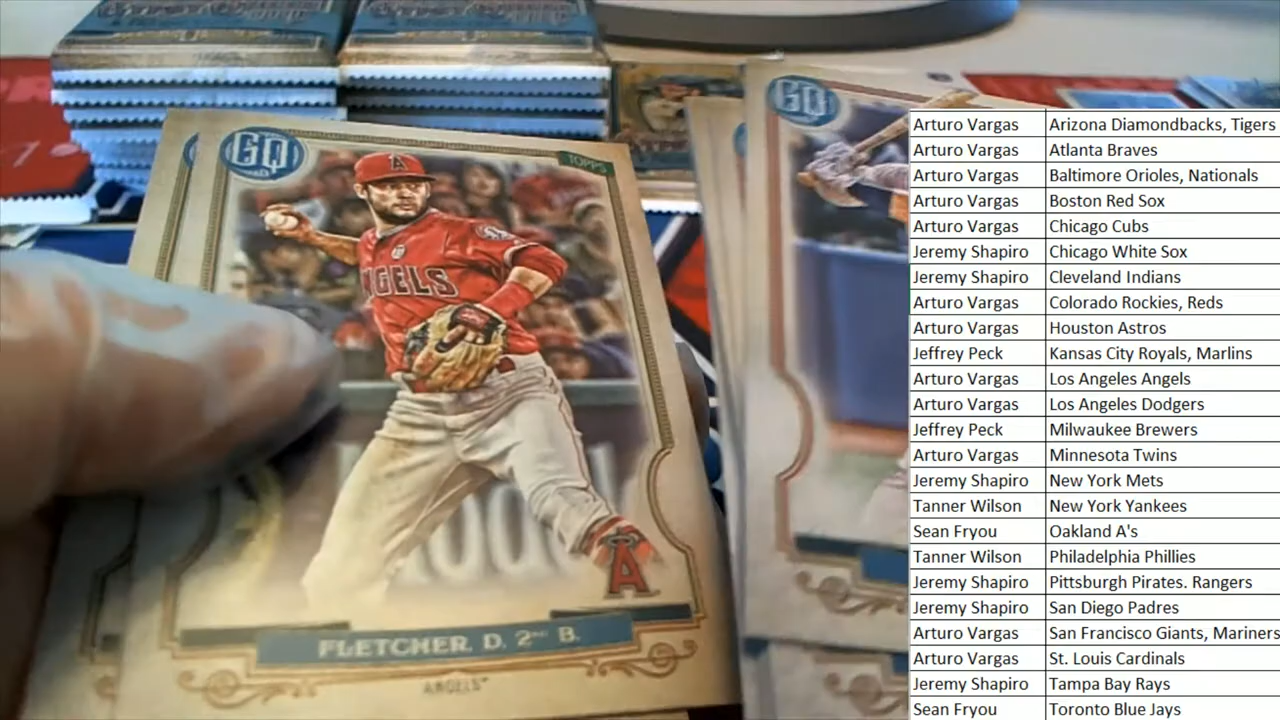 GQ
GQ
TOPPS
A
ANGELS
A
FLETCHER, D. 2ND B.
ANGELS
Arturo Vargas Arizona Diamondbacks, Tigers
Arturo Vargas Atlanta Braves
Arturo Vargas Baltimore Orioles, Nationals
Arturo Vargas Boston Red Sox
Arturo Vargas Chicago Cubs
Jeremy Shapiro Chicago White Sox
Jeremy Shapiro Cleveland Indians
Arturo Vargas Colorado Rockies, Reds
Arturo Vargas Houston Astros
Jeffrey Peck Kansas City Royals, Marlins
Arturo Vargas Los Angeles Angels
Arturo Vargas Los Angeles Dodgers
Jeffrey Peck Milwaukee Brewers
Arturo Vargas Minnesota Twins
Jeremy Shapiro New York Mets
Tanner Wilson New York Yankees
Sean Fryou Oakland A's
Tanner Wilson Philadelphia Phillies
Jeremy Shapiro Pittsburgh Pirates. Rangers
Jeremy Shapiro San Diego Padres
Arturo Vargas San Francisco Giants, Mariners
Arturo Vargas St. Louis Cardinals
Jeremy Shapiro Tampa Bay Rays
Sean Fryou Toronto Blue Jays